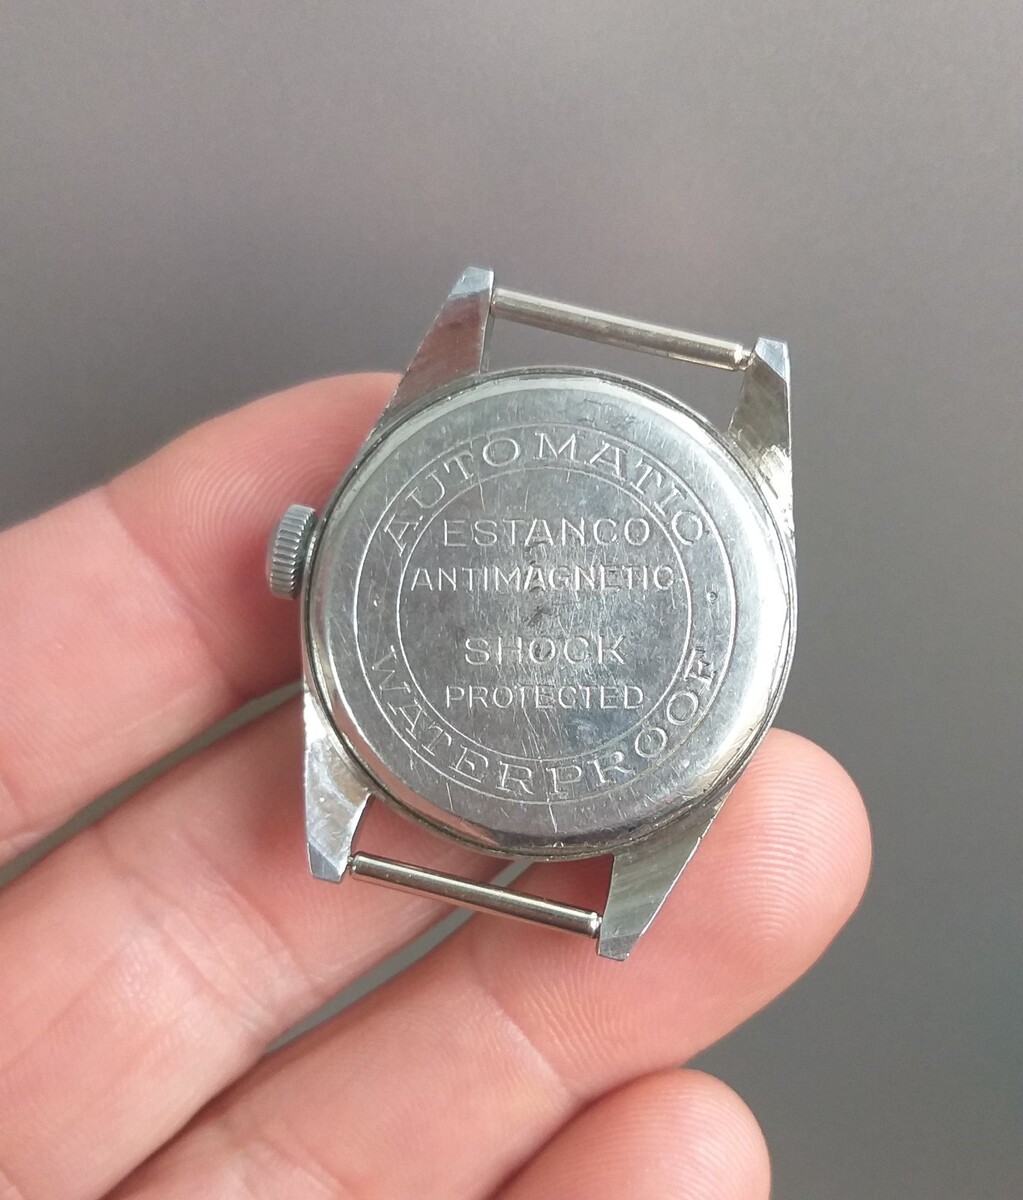 AUTOMATIC
ESTANCO
ANTIMAGNETIC
SHOCK
PROTECTED
WATERPROOF